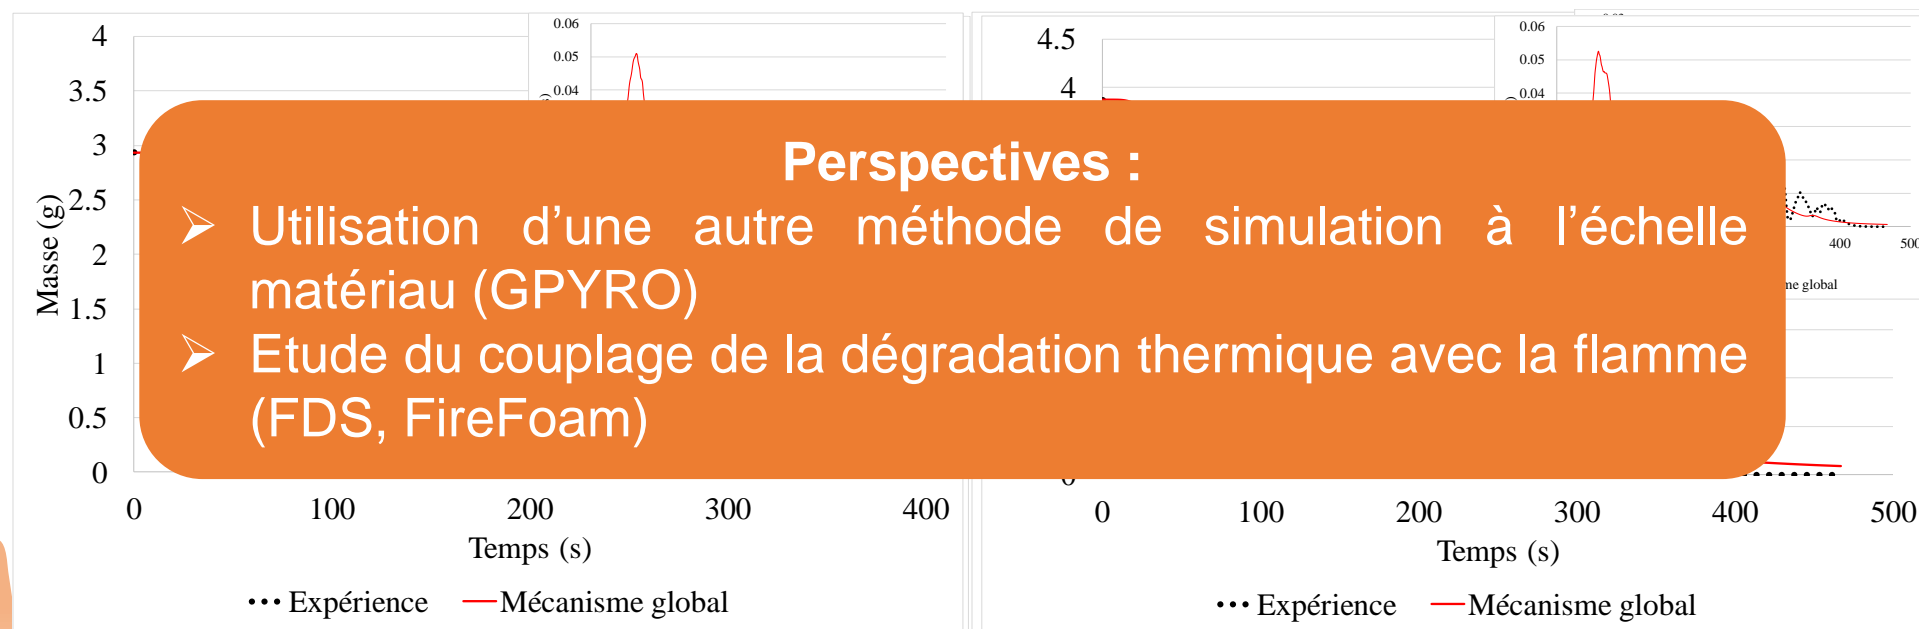 4
3.5
3
2.5
2
1.5
1
0.5
0
Masse (g)
0 100 200 300 400
Temps (s)
Expérience Mécanisme global
0.06
0.05
0.04
Perspectives :
➢ Utilisation d'une autre méthode de simulation à l'échelle
matériau (GPYRO)
➢ Etude du couplage de la dégradation thermique avec la flamme
(FDS, FireFoam)
4.5
4
0
0 100 200 300 400 500
Temps (s)
Expérience Mécanisme global
0.06
0.05
0.04
400 500
global